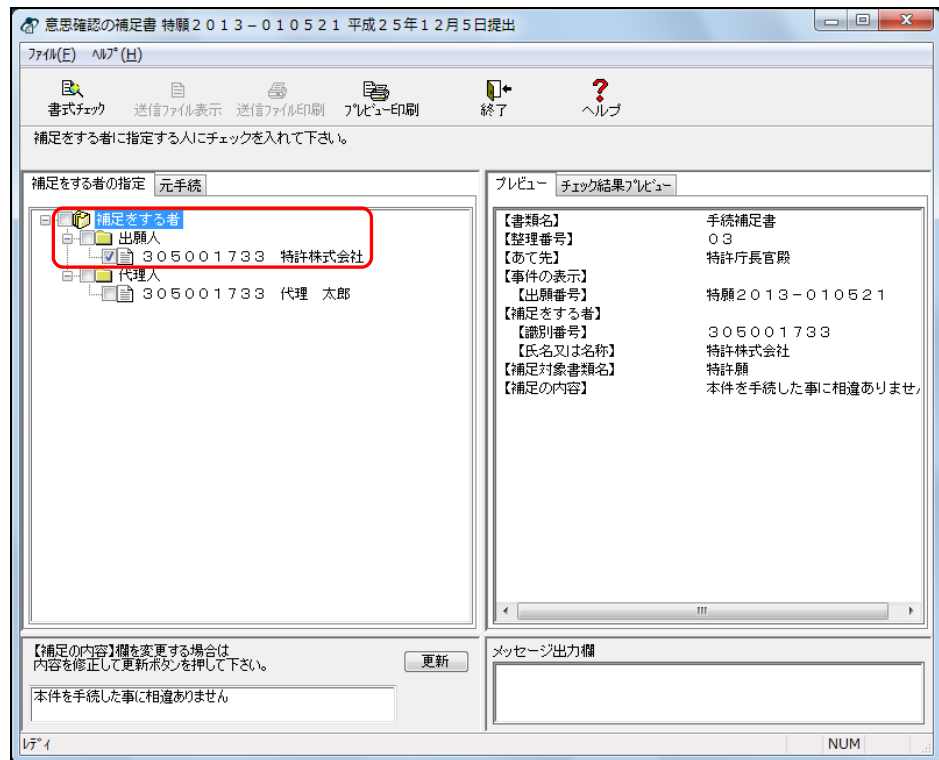 意思確認の補足書 特願２０１３－０１０５２１ 平成２５年１２月５日提出
ﾌｧｲﾙ(F) ﾍﾙﾌﾟ(H)
書式ﾁｪｯｸ 送信ﾌｧｲﾙ表示 送信ﾌｧｲﾙ印刷 ﾌﾟﾚﾋﾞｭｰ印刷 終了 ヘルプ
補足をする者に指定する人にチェックを入れて下さい。
補足をする者の指定 元手続
補足をする者
出願人
３０５００１７３３ 特許株式会社
代理人
３０５００１７３３ 代理 太郎
【補足の内容】欄を変更する場合は
内容を修正して更新ボタンを押して下さい。
更新
本件を手続した事に相違ありません
プレビュー チェック結果ﾌﾟﾚﾋﾞｭｰ
【書類名】 手続補足書
【整理番号】 ０３
【あて先】 特許庁長官殿
【事件の表示】
【出願番号】 特願２０１３－０１０５２１
【補足をする者】
【識別番号】 ３０５００１７３３
【氏名又は名称】 特許株式会社
【補足対象書類名】 特許願
【補足の内容】 本件を手続した事に相違ありませ
メッセージ出力欄
ﾚﾃﾞｨ NUM